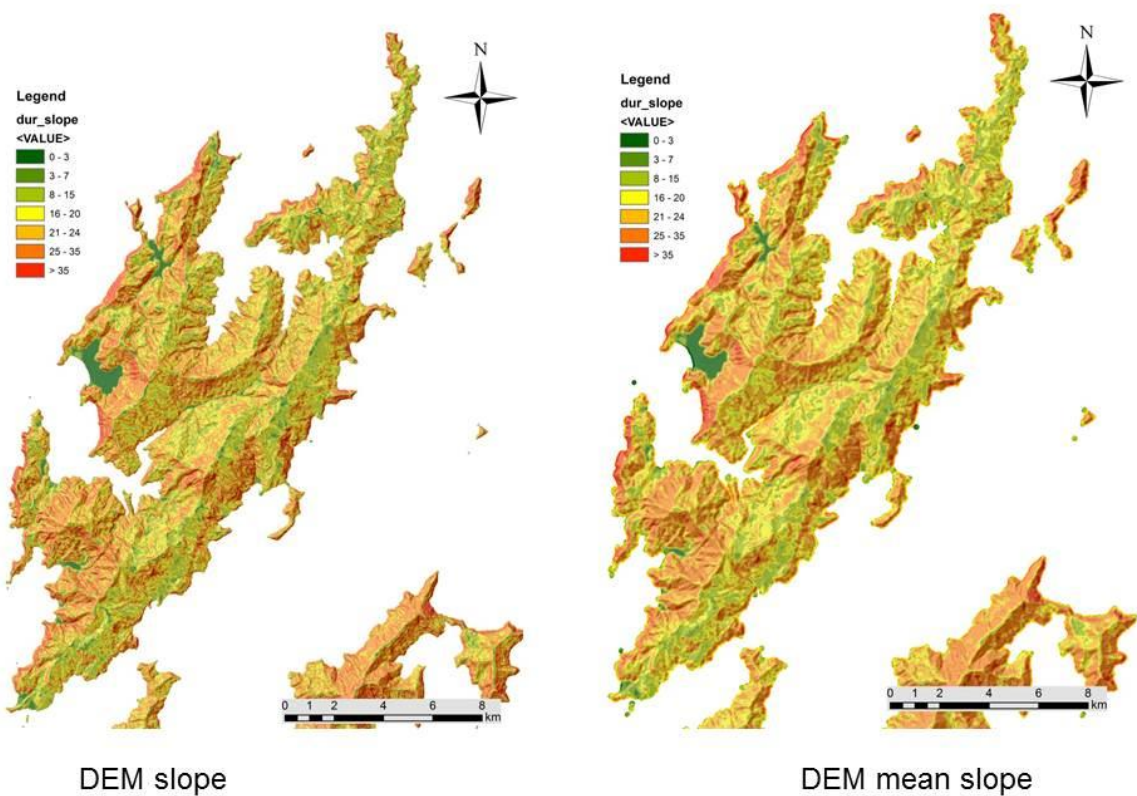 N
Legend
dur_slope
<VALUE>
0 - 3
3 - 7
8 - 15
16 - 20
21 - 24
25 - 35
> 35
0 1 2 4 6 8
km
DEM slope
N
Legend
dur_slope
<VALUE>
0 - 3
3 - 7
8 - 15
16 - 20
21 - 24
25 - 35
> 35
0 1 2 4 6 8
km
DEM mean slope